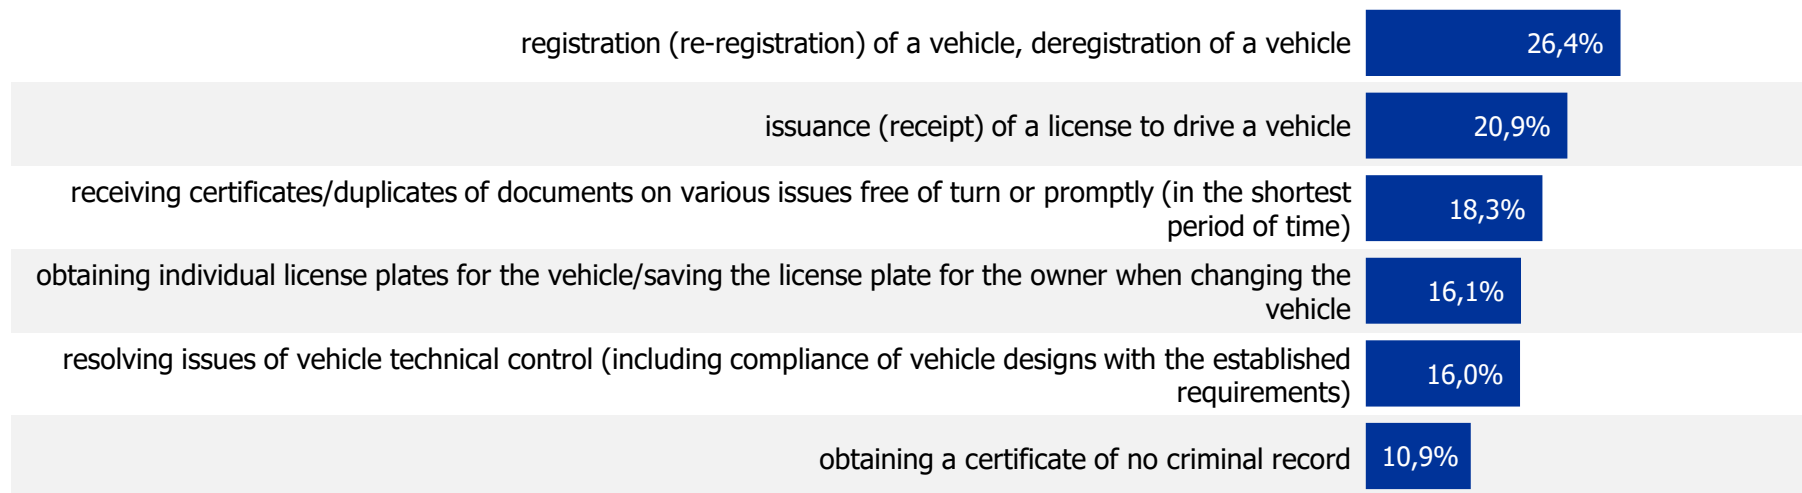 registration (re-registration) of a vehicle, deregistration of a vehicle 26,4%
issuance (receipt) of a license to drive a vehicle 20,9%
receiving certificates/duplicates of documents on various issues free of turn or promptly (in the shortest
period of time) 18,3%
obtaining individual license plates for the vehicle/saving the license plate for the owner when changing the
vehicle 16,1%
resolving issues of vehicle technical control (including compliance of vehicle designs with the established
requirements) 16,0%
obtaining a certificate of no criminal record 10,9%